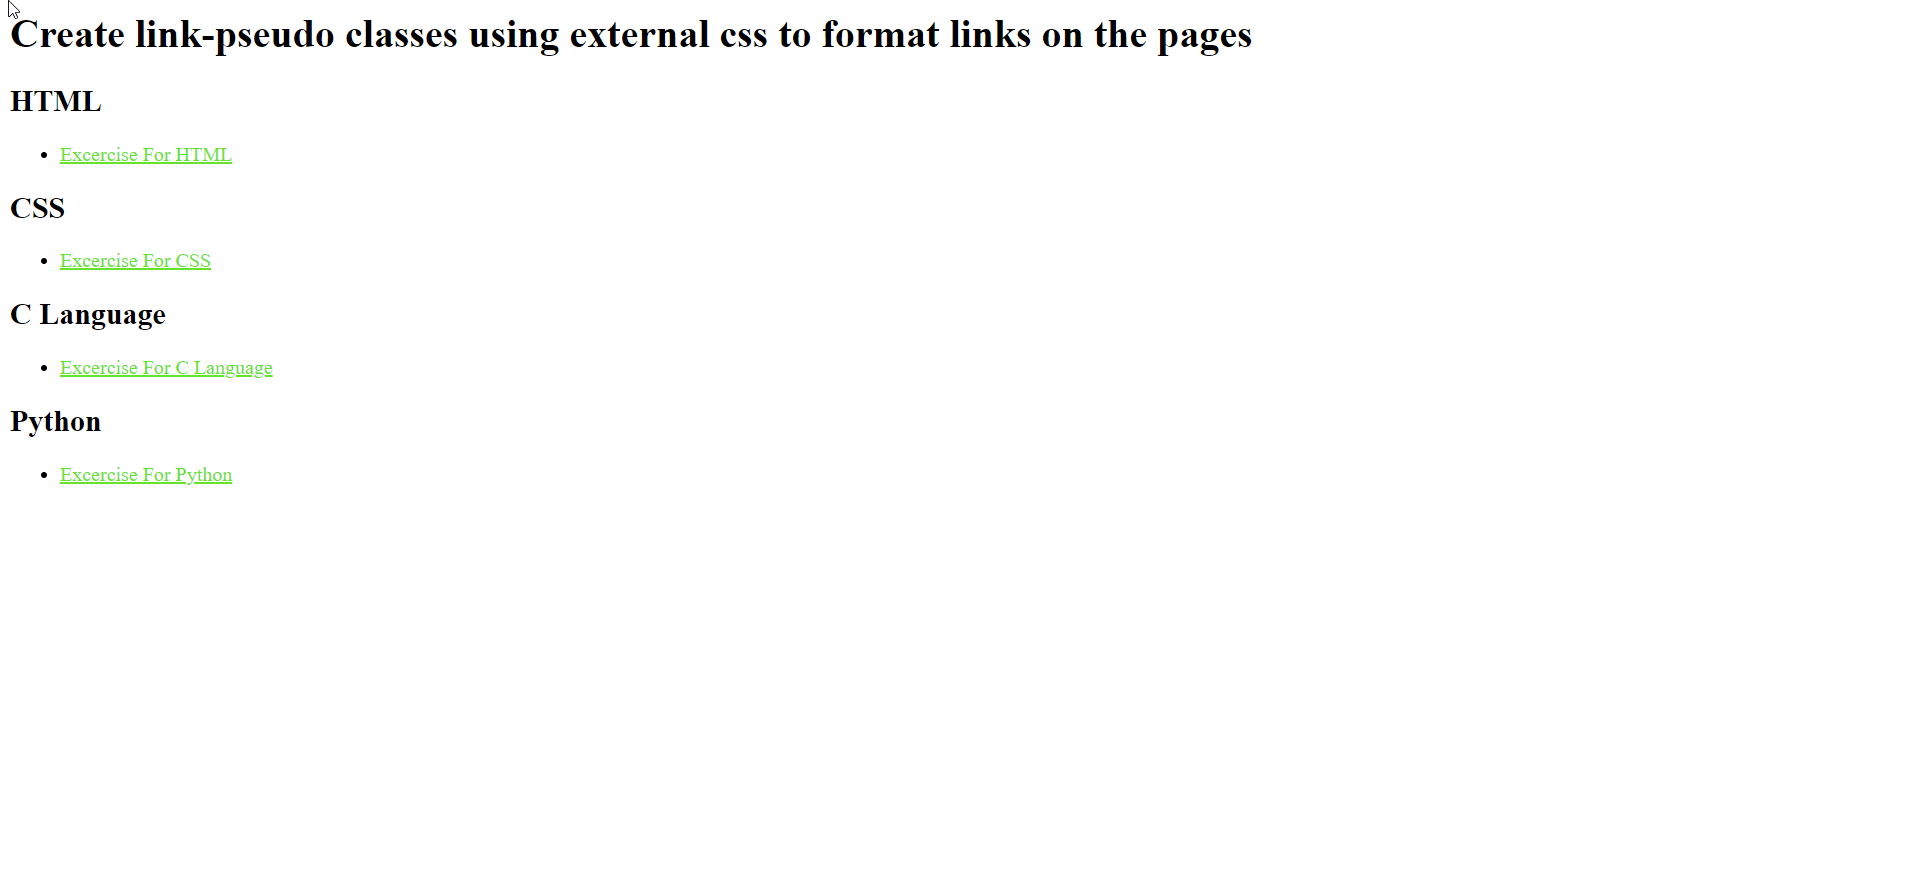 Create link-pseudo classes using external css to format links on the pages
HTML
Excercise For HTML
CSS
Excercise For CSS
C Language
Excercise For C Language
Python
Excercise For Python